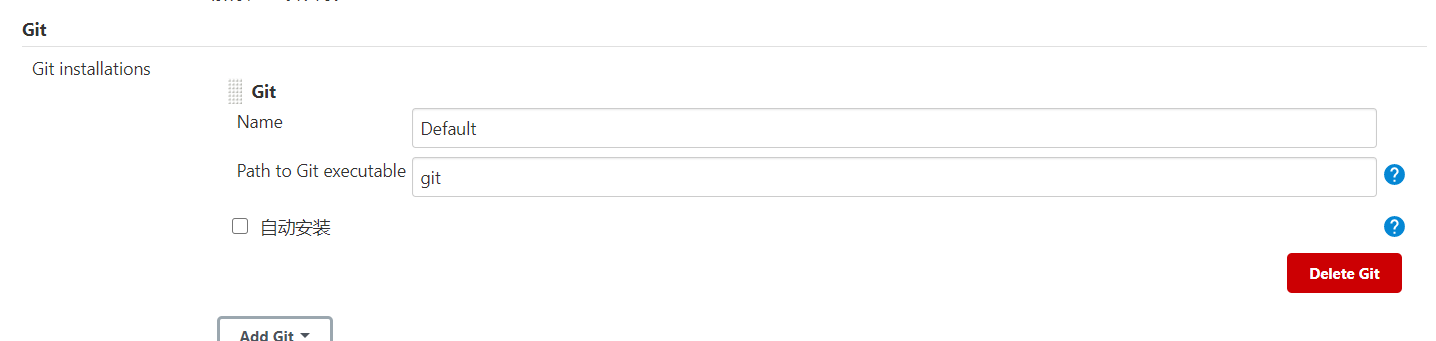 Git
Git installations
Git
Name
Default
Path to Git executable
git
?
自动安装
?
Delete Git
Add Git